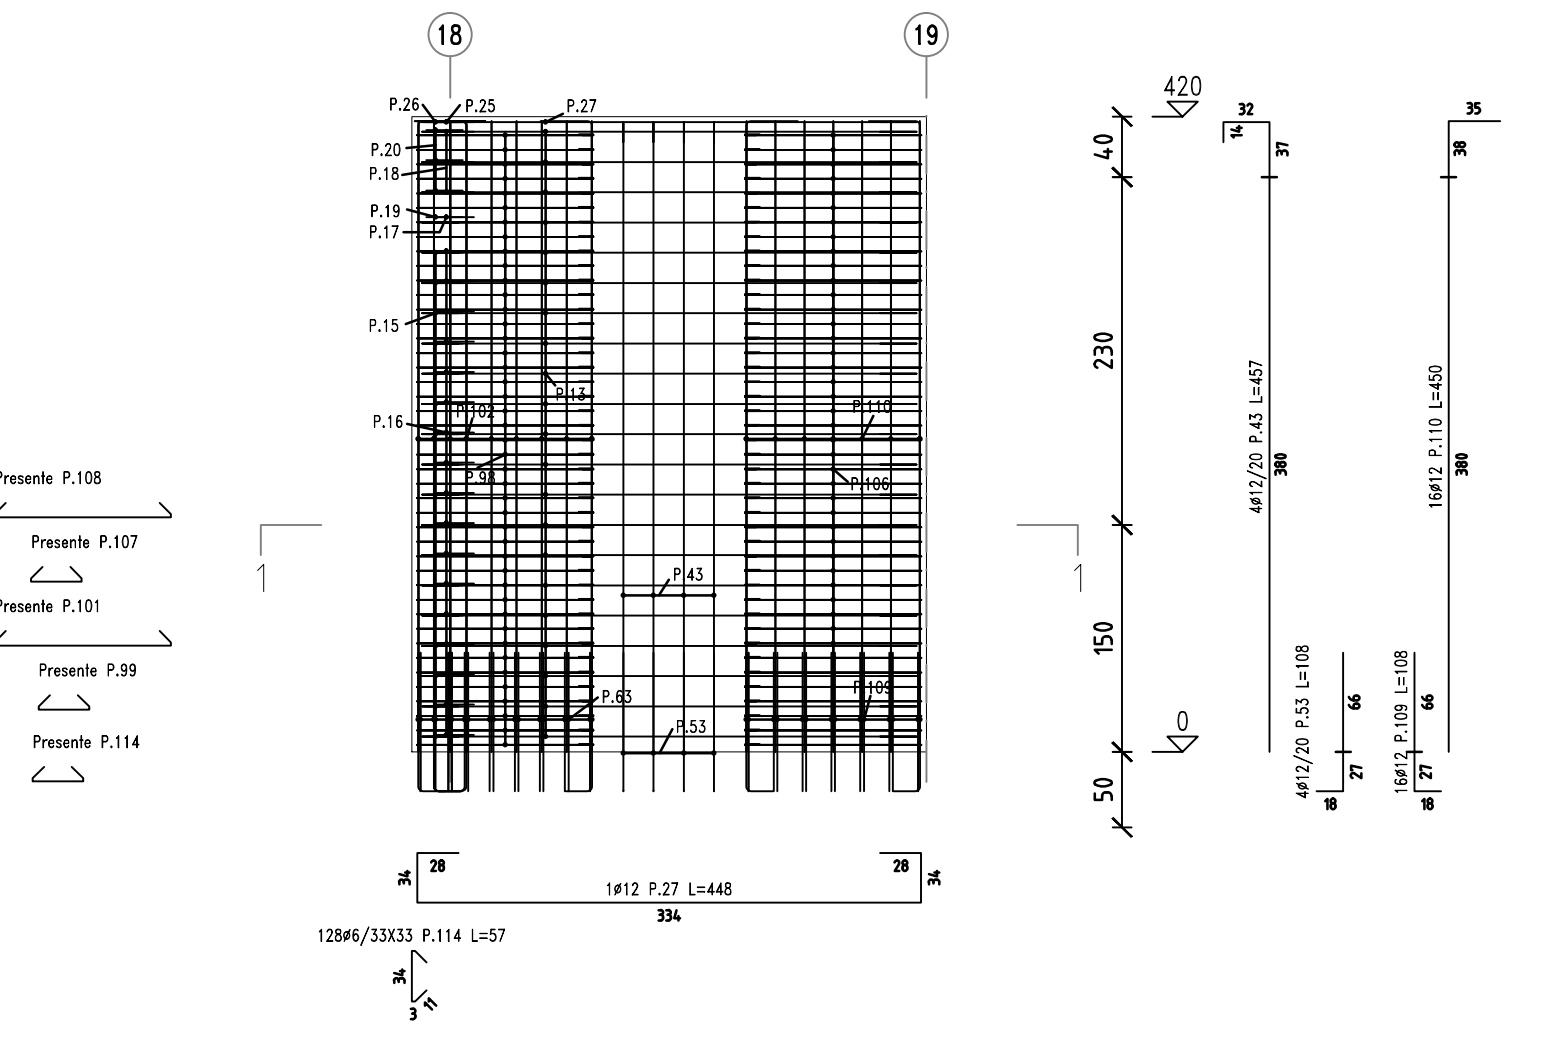 18
19
P.26
P.25
P.27
P.20
P.18
P.19
P.17
P.15
P.13
P.102
P.16
P.98
P.110
P.106
P.43
P.63
P.109
P.53
Presente P.108
Presente P.107
Presente P.101
Presente P.99
Presente P.114
1
1
420
40
230
150
0
50
32
14
37
4ø12/20 P.43 L=457
380
35
38
16ø12 P.110 L=450
380
4ø12/20 P.53 L=108
66
27
18
16ø12 P.109 L=108
66
27
18
28
28
34
34
1ø12 P.27 L=448
334
128ø6/33X33 P.114 L=57
34
11
3